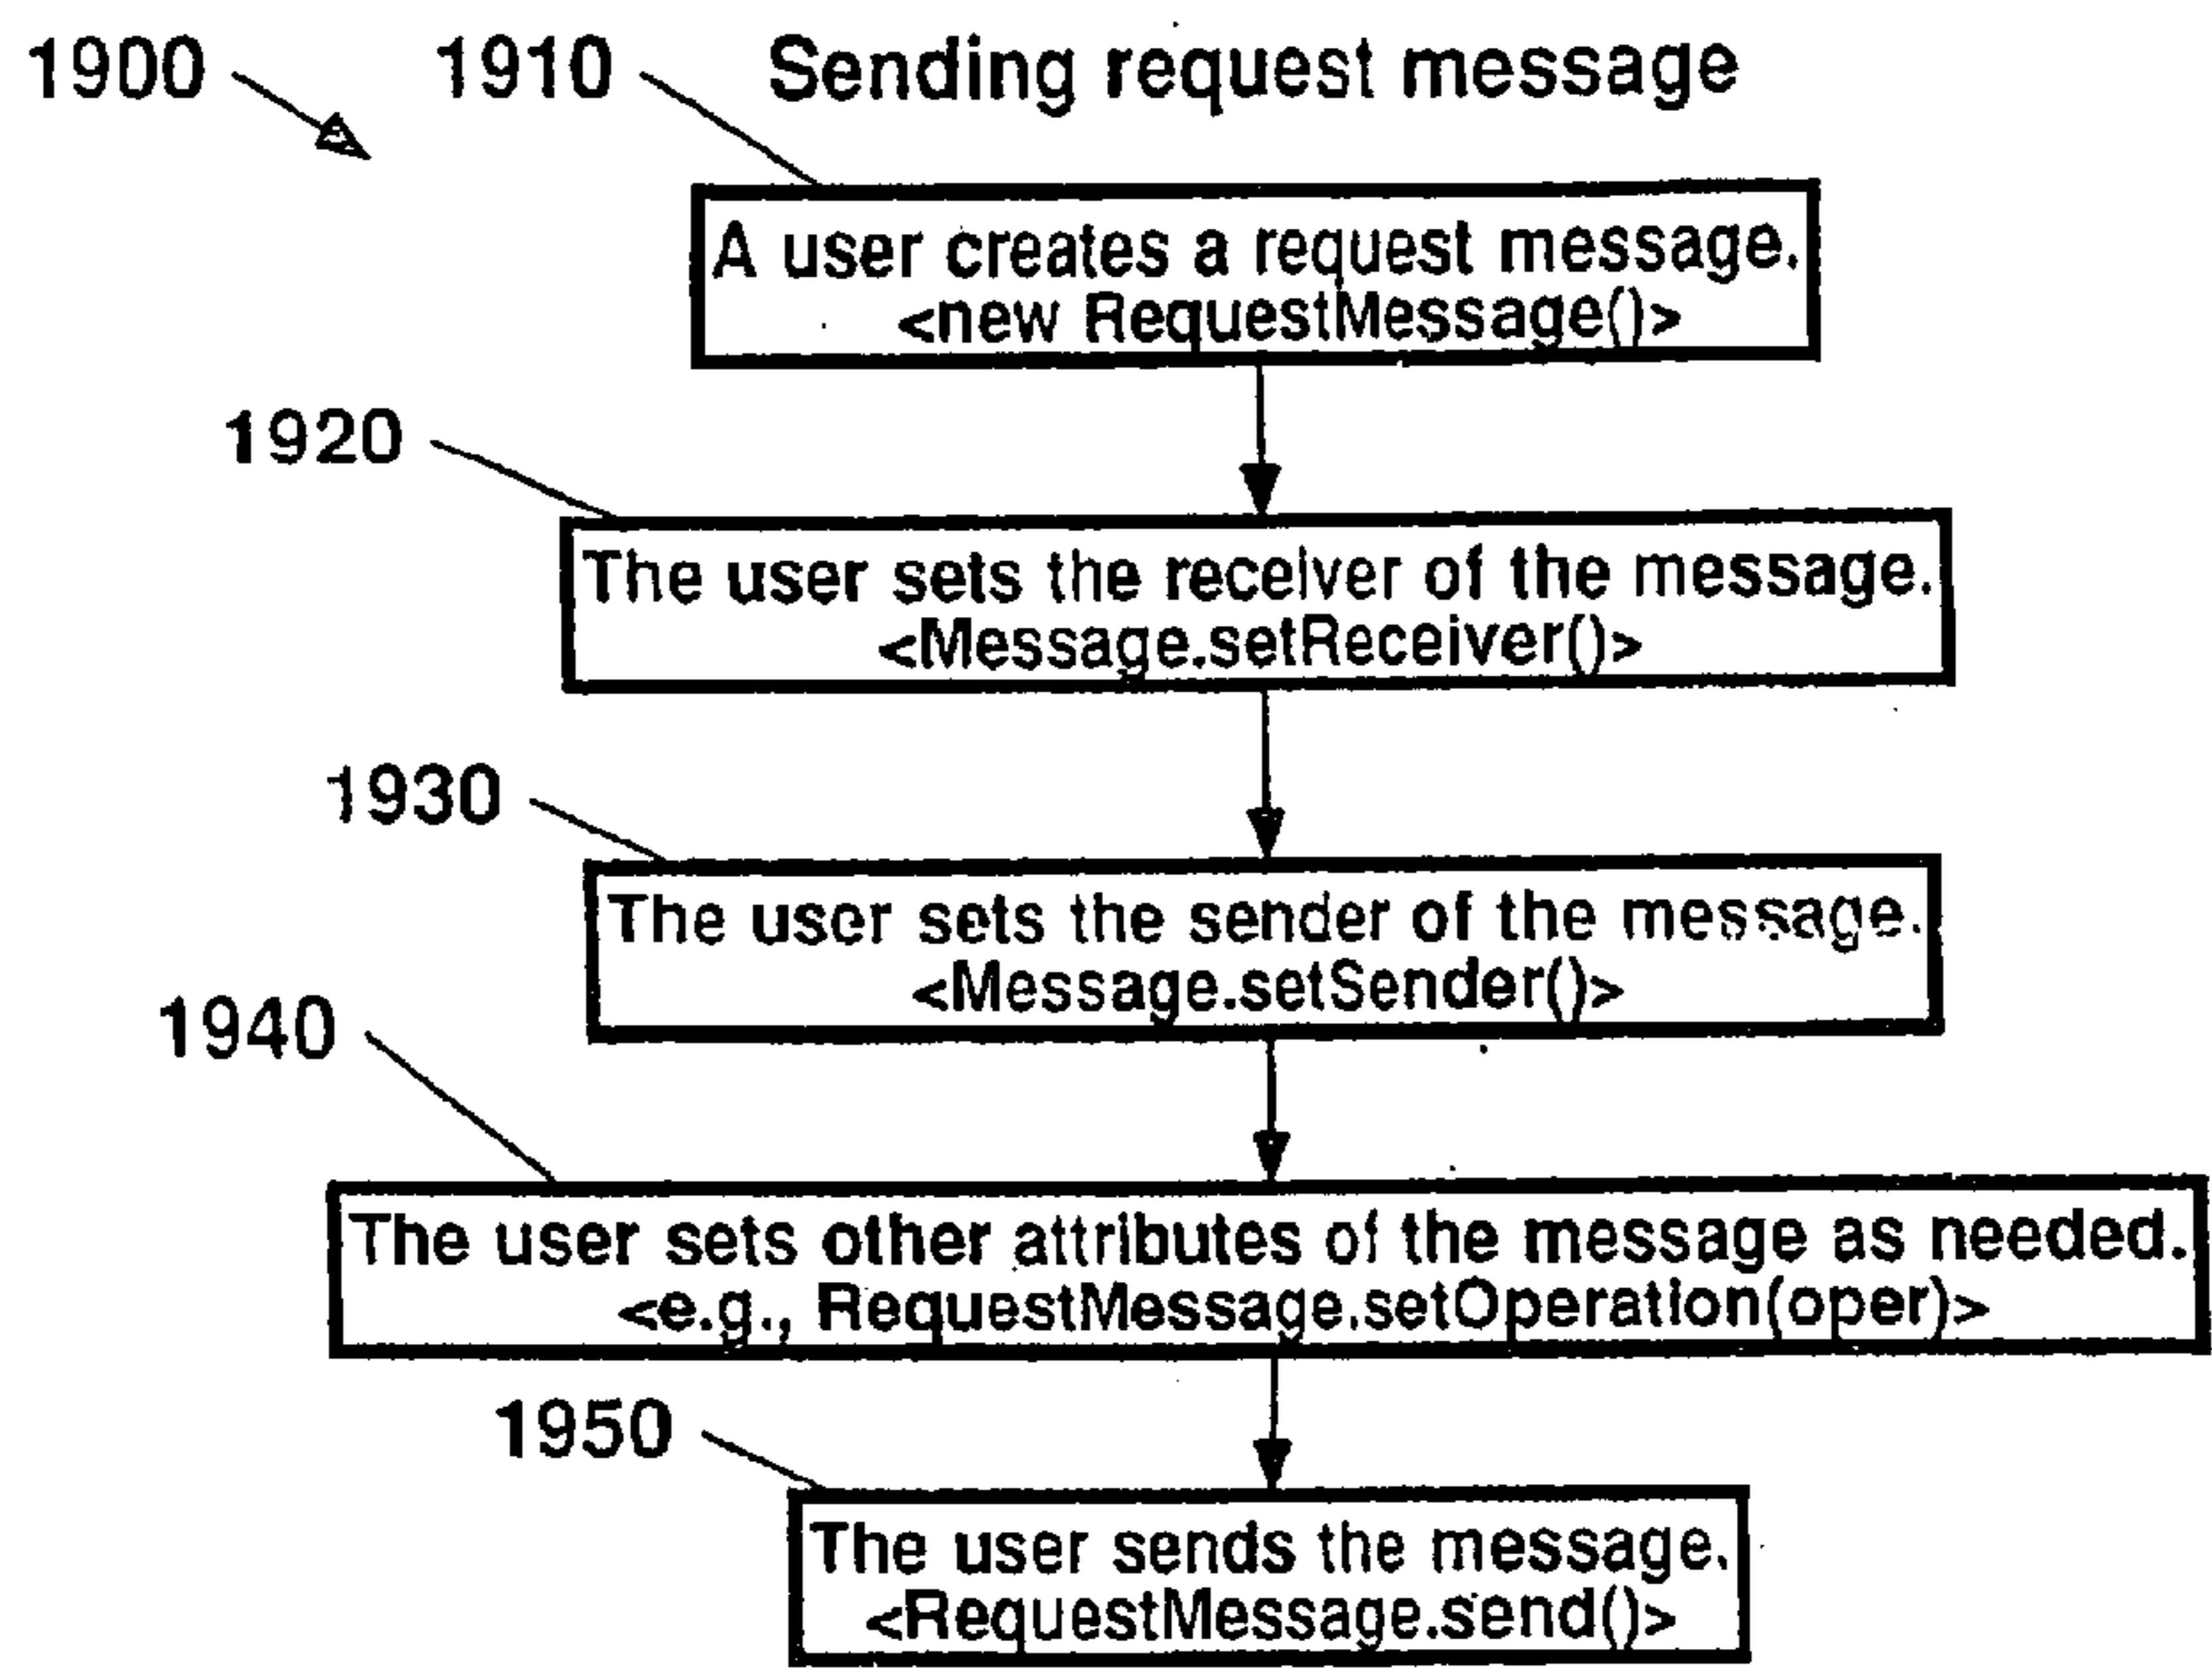 1900
1910
Sending request message
A user creates a request message.
<new RequestMessage()>
1920
The user sets the receiver of the message.
<Message.setReceiver()>
1930
The user sets the sender of the message.
<Message.setSender()>
1940
The user sets other attributes of the message as needed.
<e.g., RequestMessage.setOperation(oper)>
1950
The user sends the message.
<RequestMessage.send()>